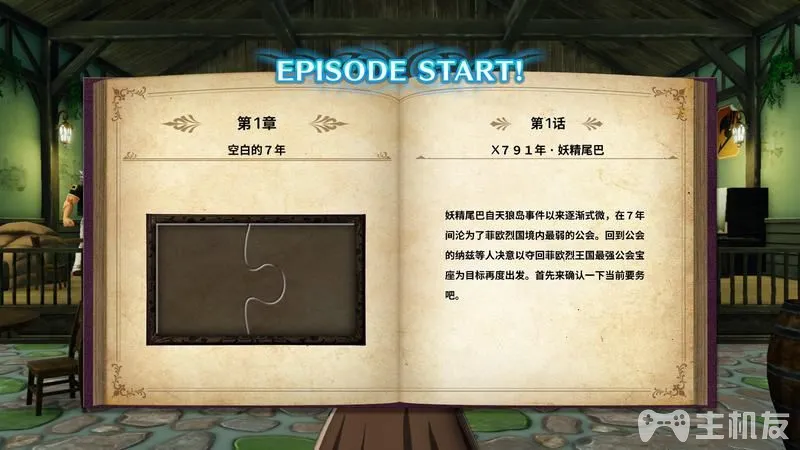 EPISODE START!
第1章
空白的７年
第1话
X７９１年·妖精尾巴
妖精尾巴自天狼岛事件以来逐渐式微，在７年
间沦为了菲欧烈国境内最弱的公会。回到公会
的纳兹等人决意以夺回菲欧烈王国最强公会宝
座为目标再度出发。首先来确认一下当前要务
吧。
主机友